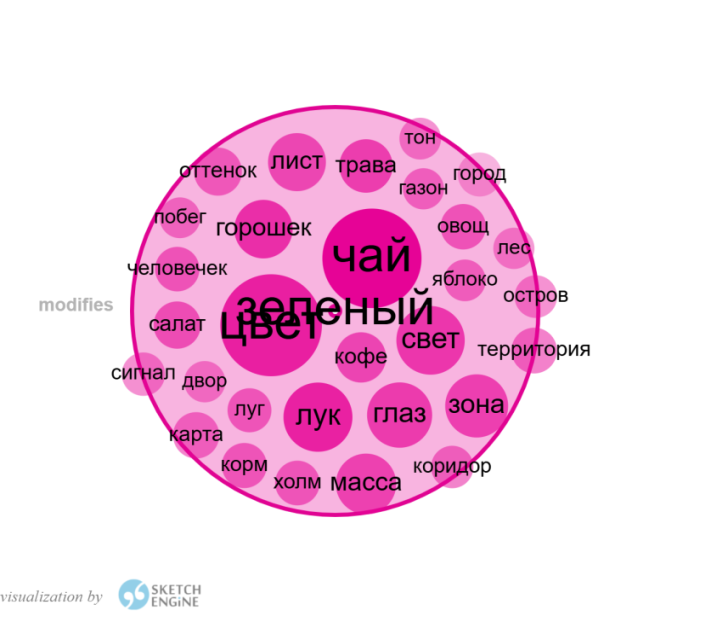 тон
лист
трава
оттенок
город
газон
побег
горошек
овощ
чай
лес
человечек
яблоко
остров
modifies
зеленый
цвет
салат
свет
территория
кофе
сигнал
двор
луг
лук
глаз
зона
карта
корм
коридор
холм
масса
visualization by
SKETCH
ENGINE